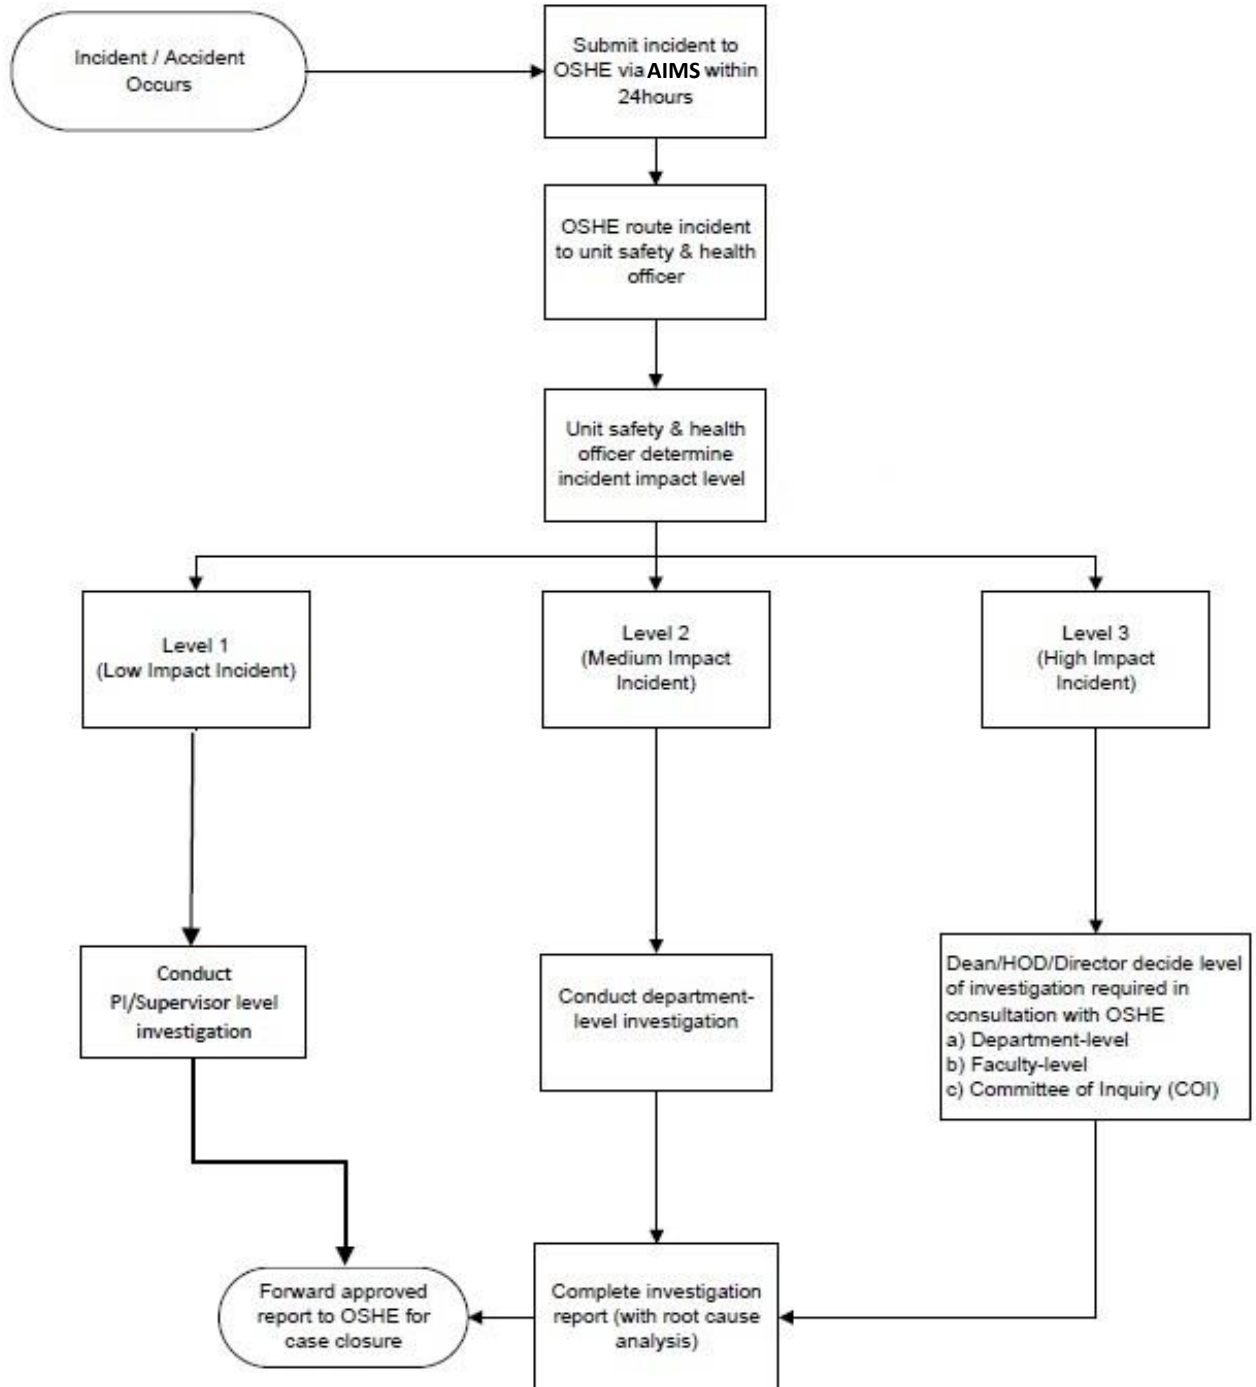 Incident / Accident
Occurs
Submit incident to
OSHE via AIMS within
24hours
OSHE route incident
to unit safety & health
officer
Unit safety & health
officer determine
incident impact level
Level 1
(Low Impact Incident)
Level 2
(Medium Impact
Incident)
Level 3
(High Impact
Incident)
Conduct
PI/Supervisor level
investigation
Conduct department-
level investigation
Dean/HOD/Director decide level
of investigation required in
consultation with OSHE
a) Department-level
b) Faculty-level
c) Committee of Inquiry (COI)
Forward approved
report to OSHE for
case closure
Complete investigation
report (with root cause
analysis)